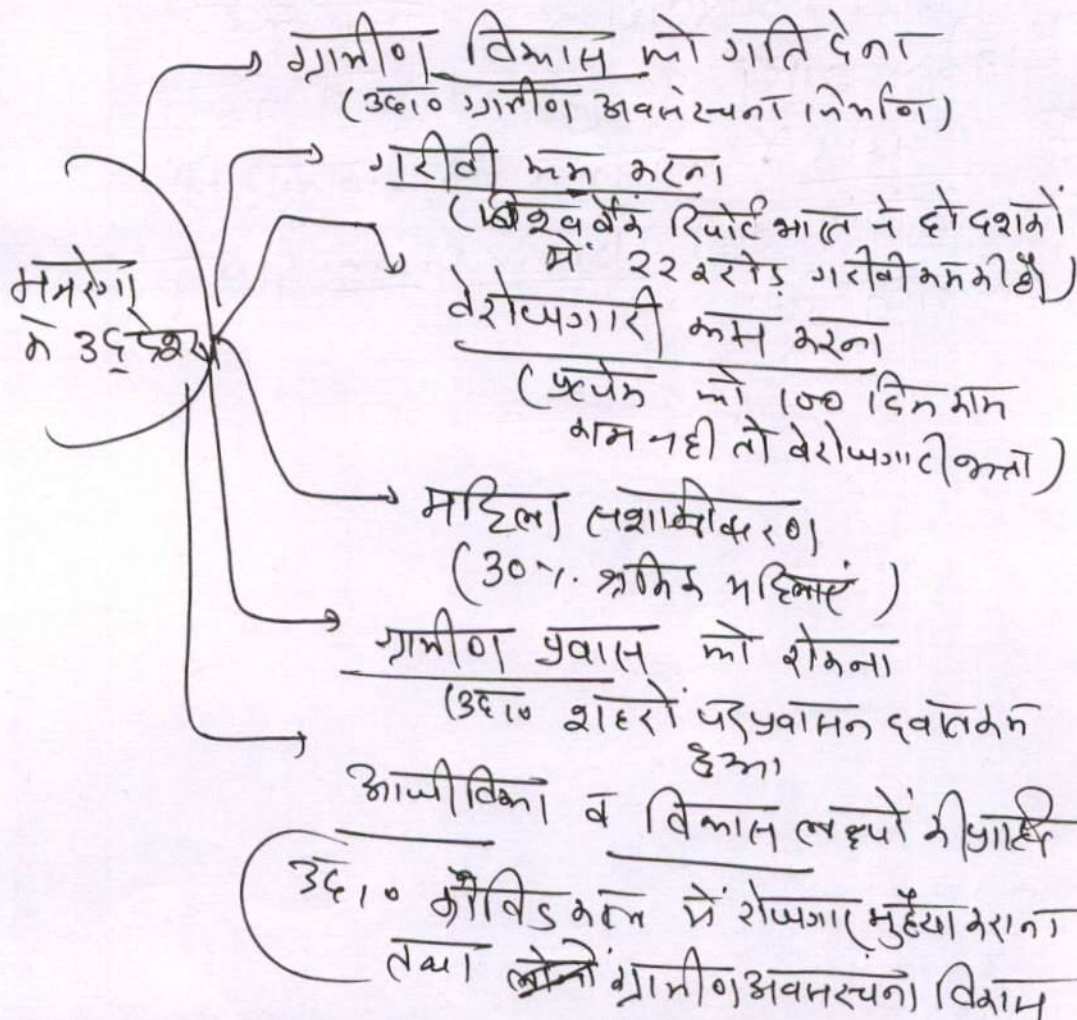 ग्रामीण विकास को गति देना
(उदा० ग्रामीण अवसंरचना निर्माण)
गरीबी कम करना
(विश्व बैंक रिपोर्ट भारत ने दो दशकों
में 22 करोड़ गरीबी कम की है)
मनरेगा
के उद्देश्य
बेरोजगारी कम करना
(प्रत्येक को 100 दिन काम
काम नही तो बेरोजगारी भत्ता)
महिला सशक्तीकरण
(30%. श्रमिक महिलाएं)
ग्रामीण प्रवास को रोकना
(उदा० शहरों पर प्रवासन दवाब कम
हुआ
आजीविका व विकास लक्ष्यों की प्राप्ति
उदा० कोविड काल में रोजगार मुहैया कराना
तथा ग्रामीण अवसंरचना विकास